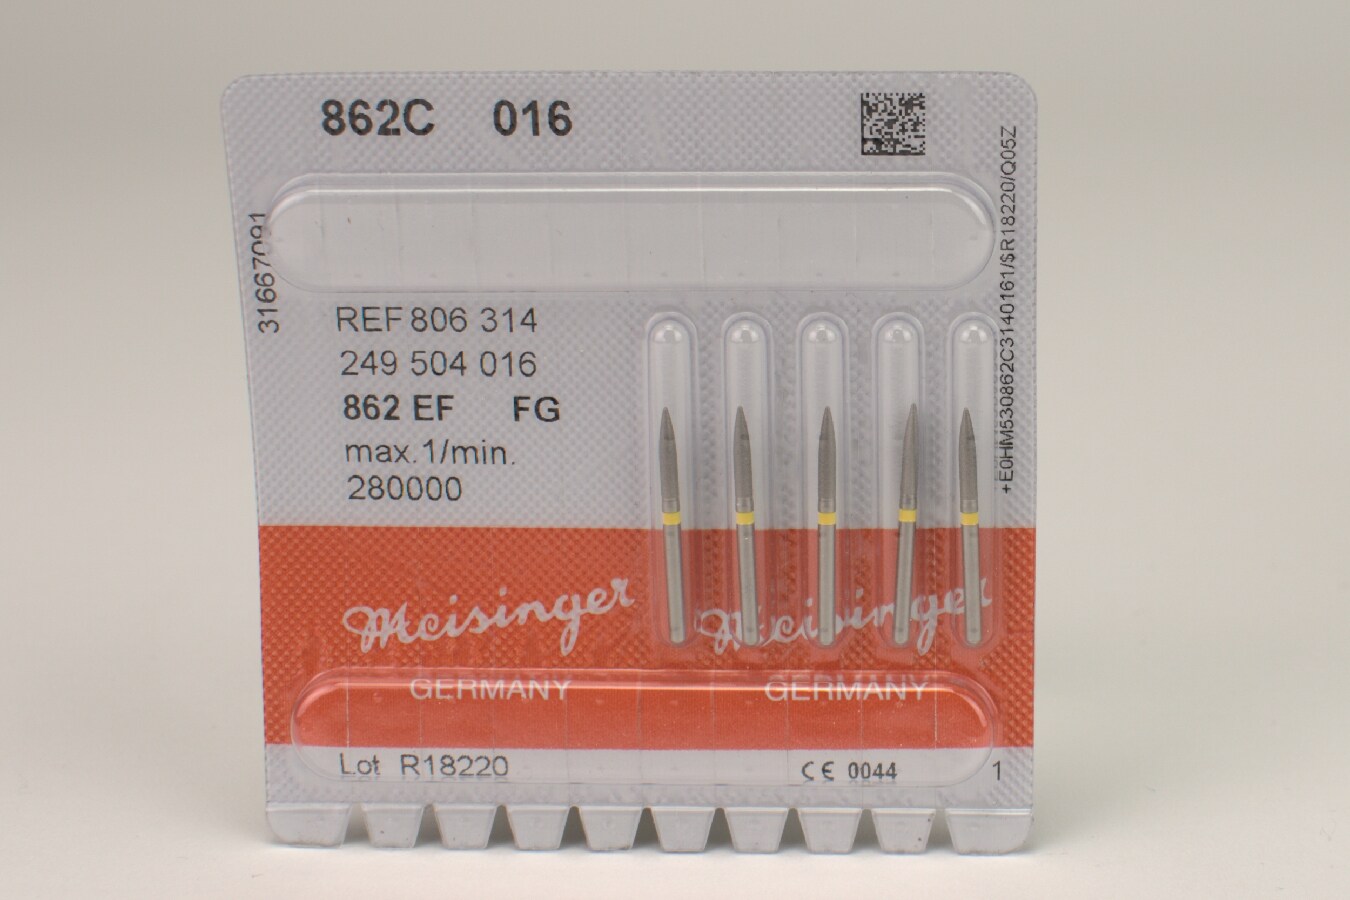 862C 016
31667091
REF 806 314
249 504 016
862 EF FG
max.1/min.
280000
+E0HM530862C3140161/$R18220/Q05Z
Meisinger Meisinger
GERMANY GERMANY
Lot R18220 CE 0044 1